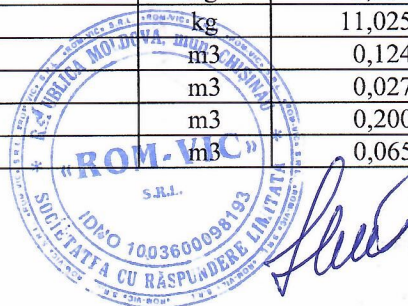 kg 11,025
m3 0,124
m3 0,027
m3 0,200
m3 0,065
REPUBLICA MOLDOVA, mun. CHIŞINĂU
«ROM-VIC»
S.R.L.
IDNO 1003600098193
* SOCIETATEA CU RĂSPUNDERE LIMITATĂ *